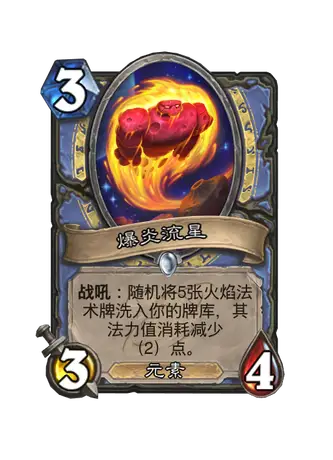 3
爆炎流星
战吼：随机将5张火焰法
术牌洗入你的牌库，其
法力值消耗减少
（2）点。
3
元素
4